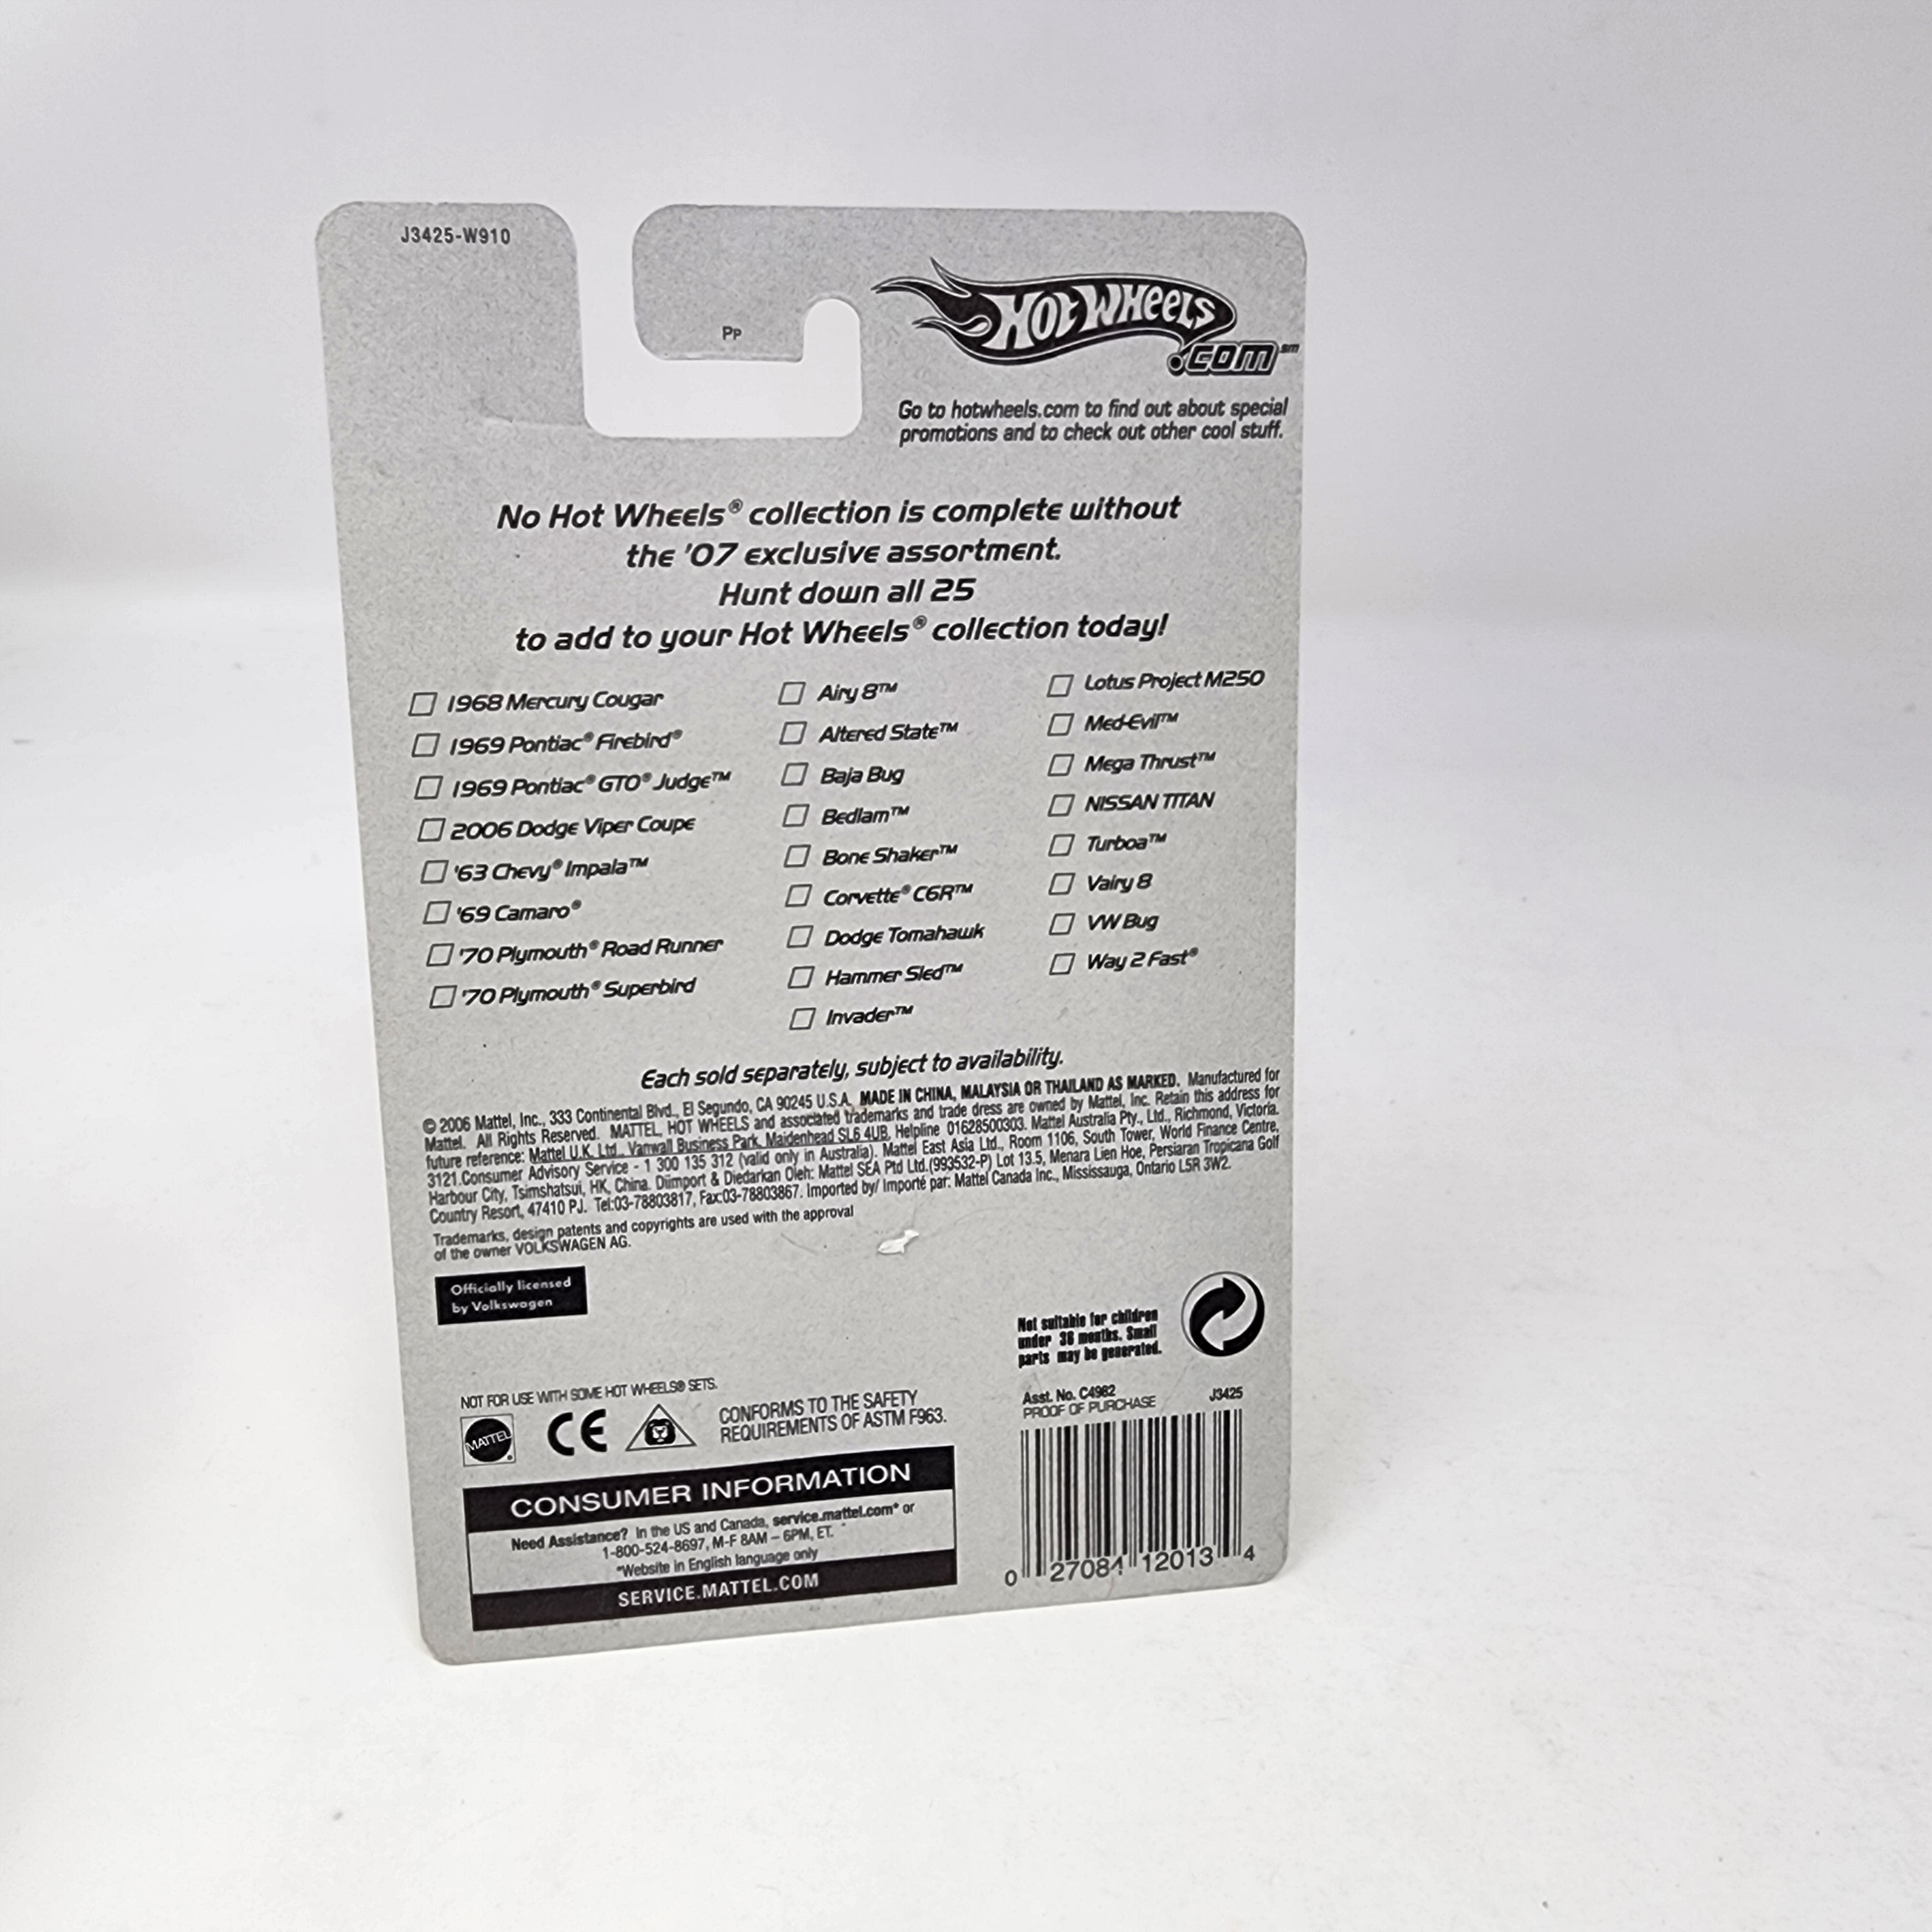 J3425-W910
Pp
HOT WHEELS
.COM℠
Go to hotwheels.com to find out about special
promotions and to check out other cool stuff.
No Hot Wheels® collection is complete without
the '07 exclusive assortment.
Hunt down all 25
to add to your Hot Wheels® collection today!
1968 Mercury Cougar
1969 Pontiac® Firebird®
1969 Pontiac® GTO® Judge™
2006 Dodge Viper Coupe
'63 Chevy® Impala™
'69 Camaro®
'70 Plymouth® Road Runner
'70 Plymouth® Superbird
Airy 8™
Altered State™
Baja Bug
Bedlam™
Bone Shaker™
Corvette® C6R™
Dodge Tomahawk
Hammer Sled™
Invader™
Lotus Project M250
Med-Evil™
Mega Thrust™
NISSAN TITAN
Turboa™
Vairy 8
VW Bug
Way 2 Fast®
Each sold separately, subject to availability.
© 2006 Mattel, Inc., 333 Continental Blvd., El Segundo, CA 90245 U.S.A. MADE IN CHINA, MALAYSIA OR THAILAND AS MARKED. Manufactured for
Mattel. All Rights Reserved. MATTEL, HOT WHEELS and associated trademarks and trade dress are owned by Mattel, Inc. Retain this address for
future reference: Mattel U.K. Ltd., Vanwall Business Park, Maidenhead SL6 4UB. Helpline 01628500303. Mattel Australia Pty., Ltd., Richmond, Victoria.
3121.Consumer Advisory Service - 1 300 135 312 (valid only in Australia). Mattel East Asia Ltd., Room 1106, South Tower, World Finance Centre,
Harbour City, Tsimshatsui, HK, China. Diimport & Diedarkan Oleh: Mattel SEA Ptd Ltd.(993532-P) Lot 13.5, Menara Lien Hoe, Persiaran Tropicana Golf
Country Resort, 47410 PJ. Tel:03-78803817, Fax:03-78803867. Imported by/ Importé par: Mattel Canada Inc., Mississauga, Ontario L5R 3W2.
Trademarks, design patents and copyrights are used with the approval
of the owner VOLKSWAGEN AG.
Officially licensed
by Volkswagen
Not suitable for children
under 36 months. Small
parts may be generated.
NOT FOR USE WITH SOME HOT WHEELS® SETS.
MATTEL
CE
CONFORMS TO THE SAFETY
REQUIREMENTS OF ASTM F963.
Asst. No. C4982 J3425
PROOF OF PURCHASE
0 27084 12013 4
CONSUMER INFORMATION
Need Assistance? In the US and Canada, service.mattel.com* or
1-800-524-8697, M-F 8AM – 6PM, ET.
*Website in English language only
SERVICE.MATTEL.COM